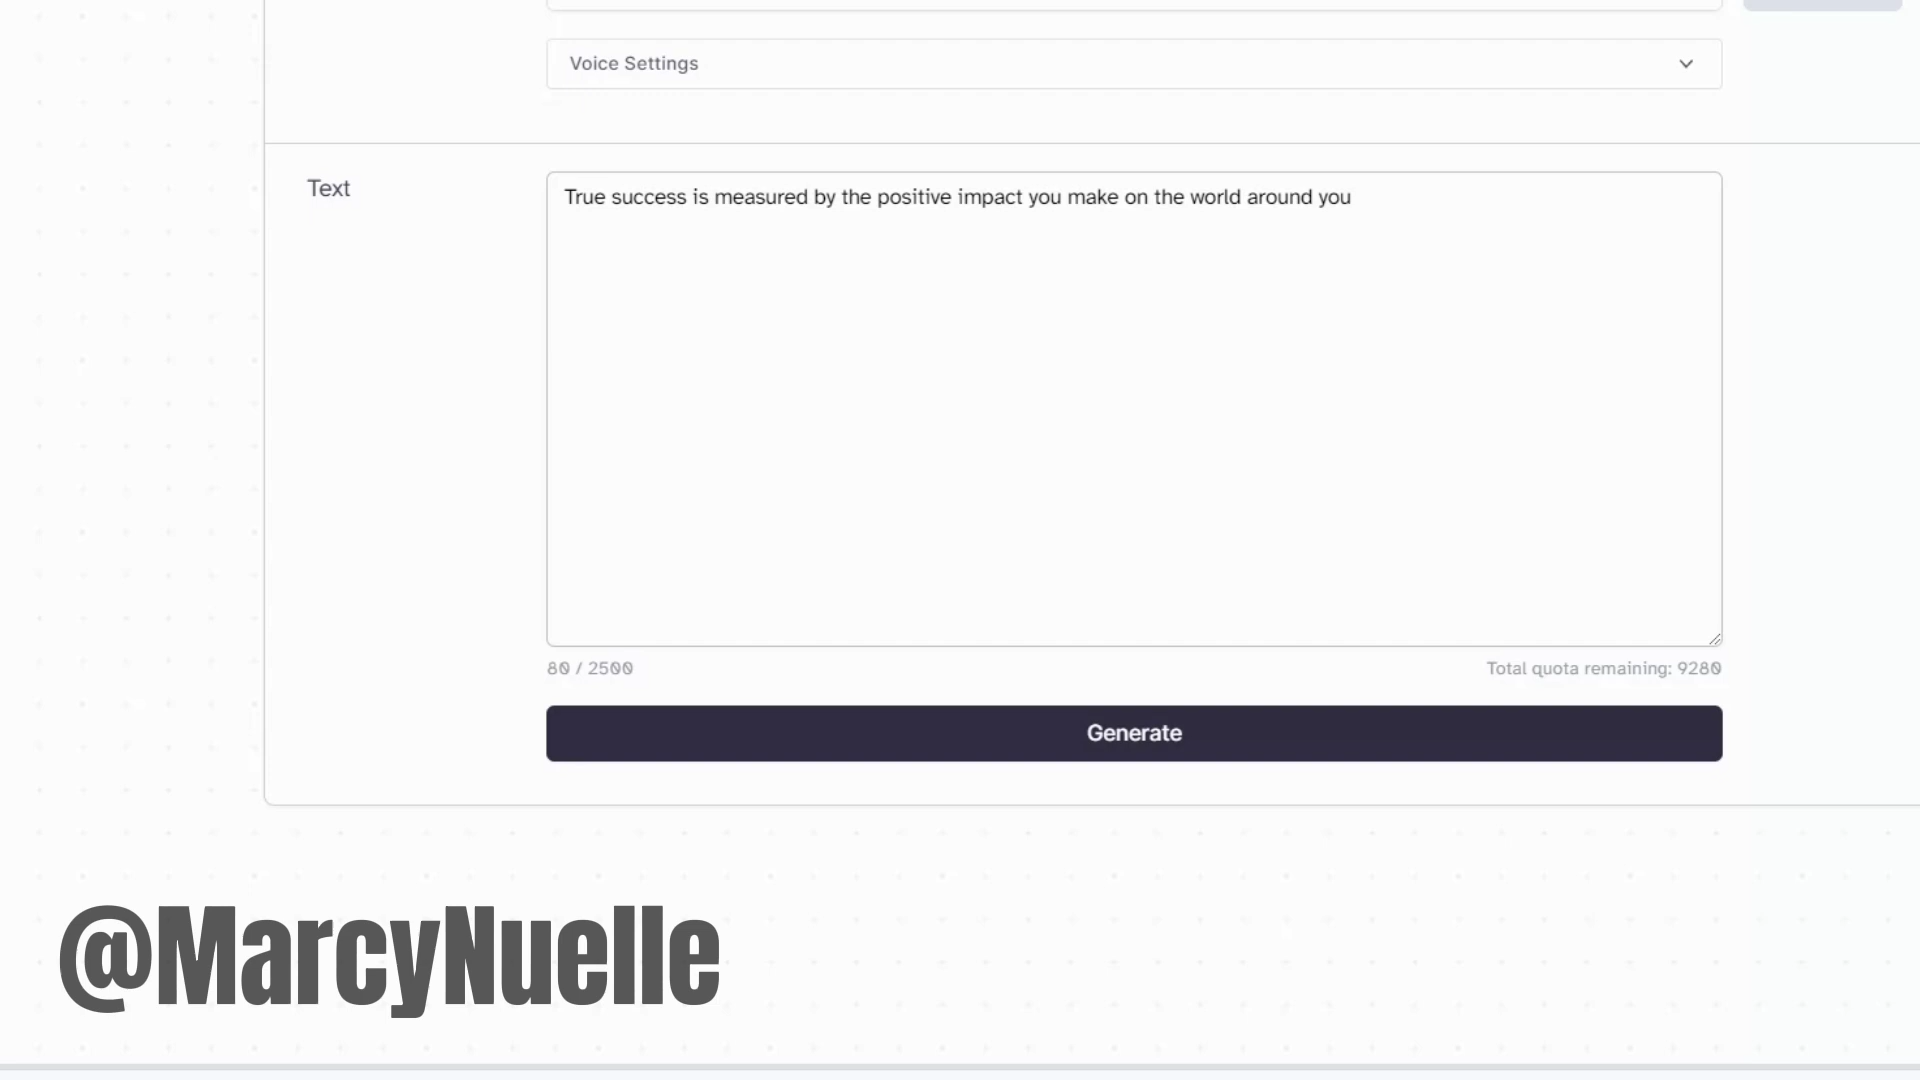 Voice Settings
Text
True success is measured by the positive impact you make on the world around you
80 / 2500
Total quota remaining: 9280
Generate
@MarcyNuelle